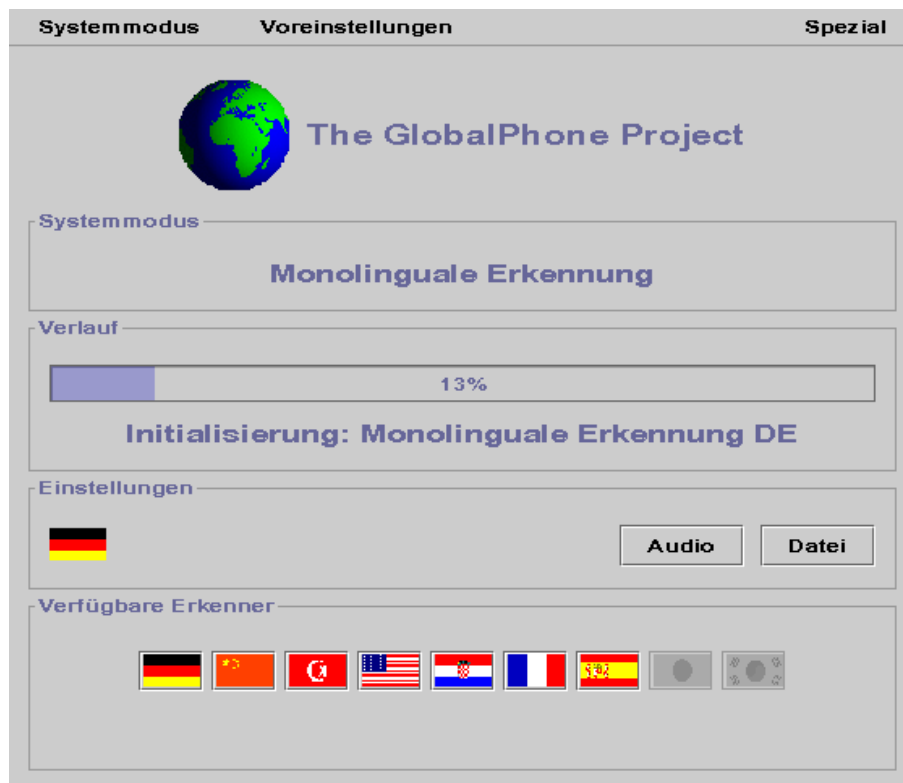 Systemmodus Voreinstellungen Spezial
The GlobalPhone Project
Systemmodus
Monolinguale Erkennung
Verlauf
13%
Initialisierung: Monolinguale Erkennung DE
Einstellungen
Audio Datei
Verfügbare Erkenner